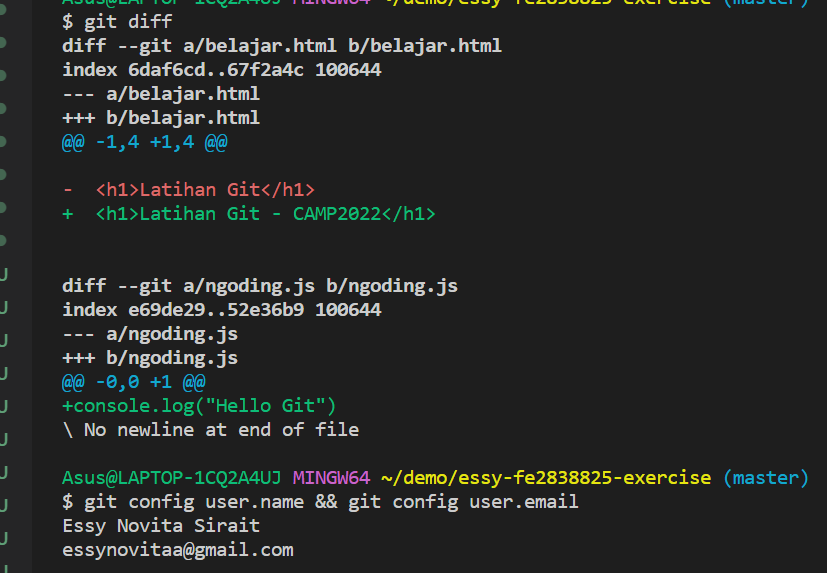 Asus@LAPTOP-1CQ2A4UJ MINGW64 ~/demo/essy-fe2838825-exercise (master)
$ git diff
diff --git a/belajar.html b/belajar.html
index 6daf6cd..67f2a4c 100644
--- a/belajar.html
+++ b/belajar.html
@@ -1,4 +1,4 @@
-  <h1>Latihan Git</h1>
+  <h1>Latihan Git - CAMP2022</h1>
diff --git a/ngoding.js b/ngoding.js
index e69de29..52e36b9 100644
--- a/ngoding.js
+++ b/ngoding.js
@@ -0,0 +1 @@
+console.log("Hello Git")
\ No newline at end of file
Asus@LAPTOP-1CQ2A4UJ MINGW64 ~/demo/essy-fe2838825-exercise (master)
$ git config user.name && git config user.email
Essy Novita Sirait
essynovitaa@gmail.com